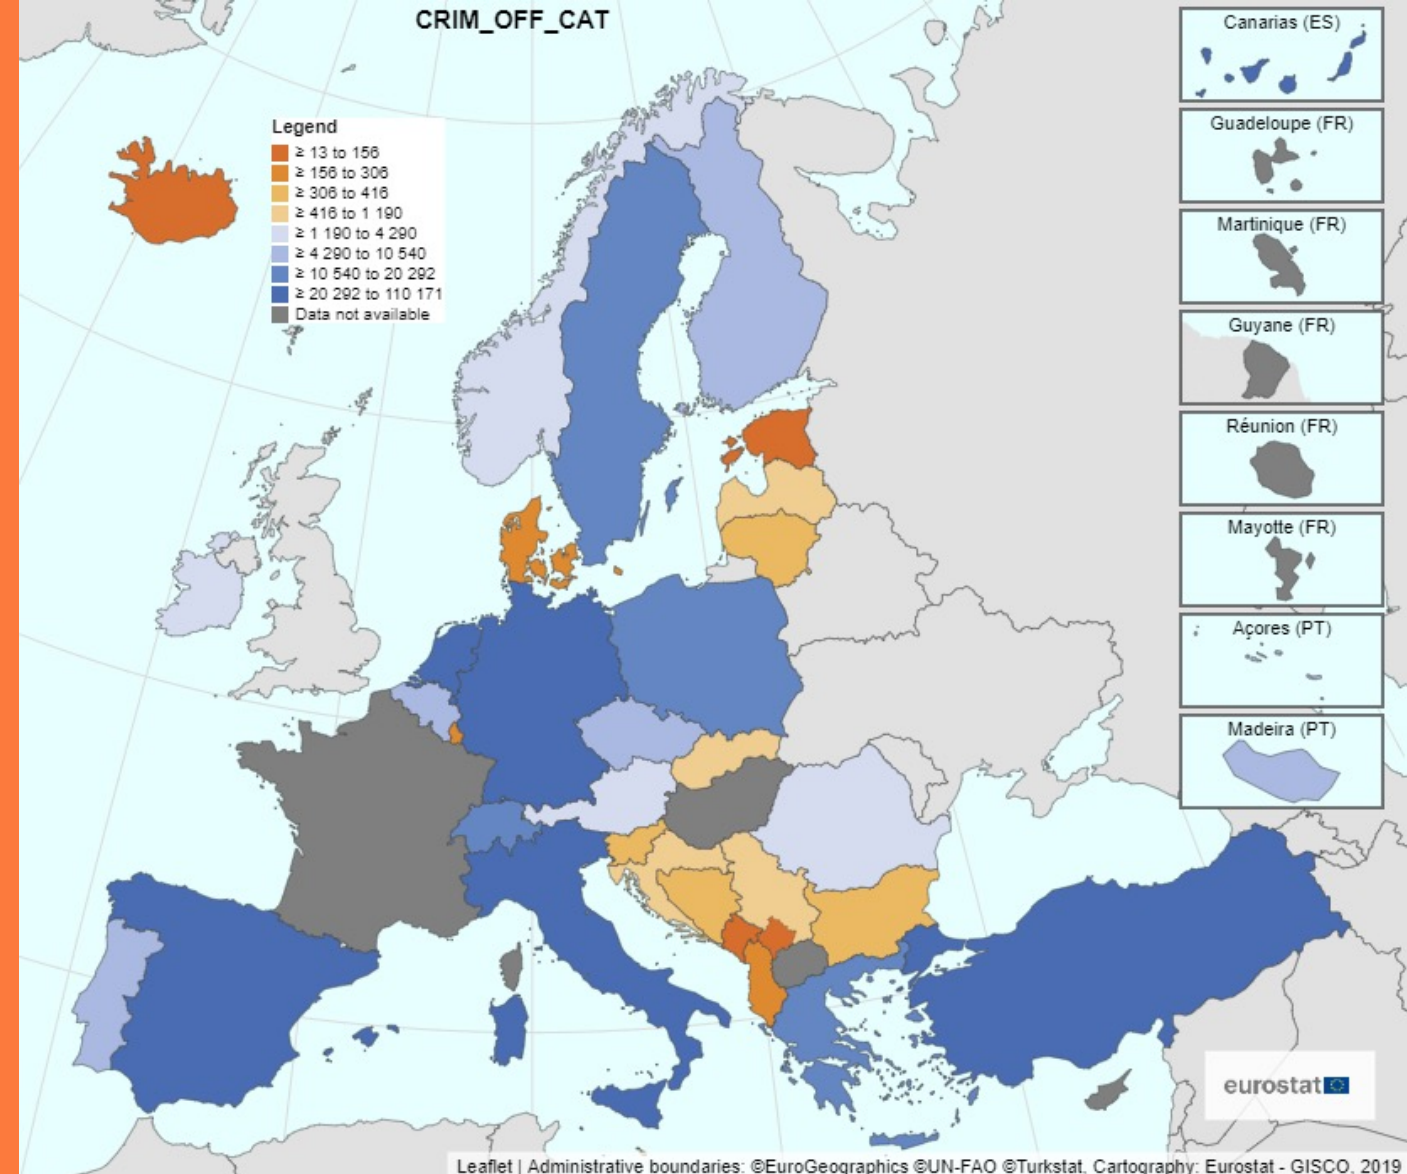 CRIM_OFF_CAT
Legend
≥ 13 to 156
≥ 156 to 306
≥ 306 to 416
≥ 416 to 1 190
≥ 1 190 to 4 290
≥ 4 290 to 10 540
≥ 10 540 to 20 292
≥ 20 292 to 110 171
Data not available
Canarias (ES)
Guadeloupe (FR)
Martinique (FR)
Guyane (FR)
Réunion (FR)
Mayotte (FR)
Açores (PT)
Madeira (PT)
eurostat
Leaflet | Administrative boundaries: ©EuroGeographics ©UN-FAO ©Turkstat, Cartography: Eurostat - GISCO, 2019